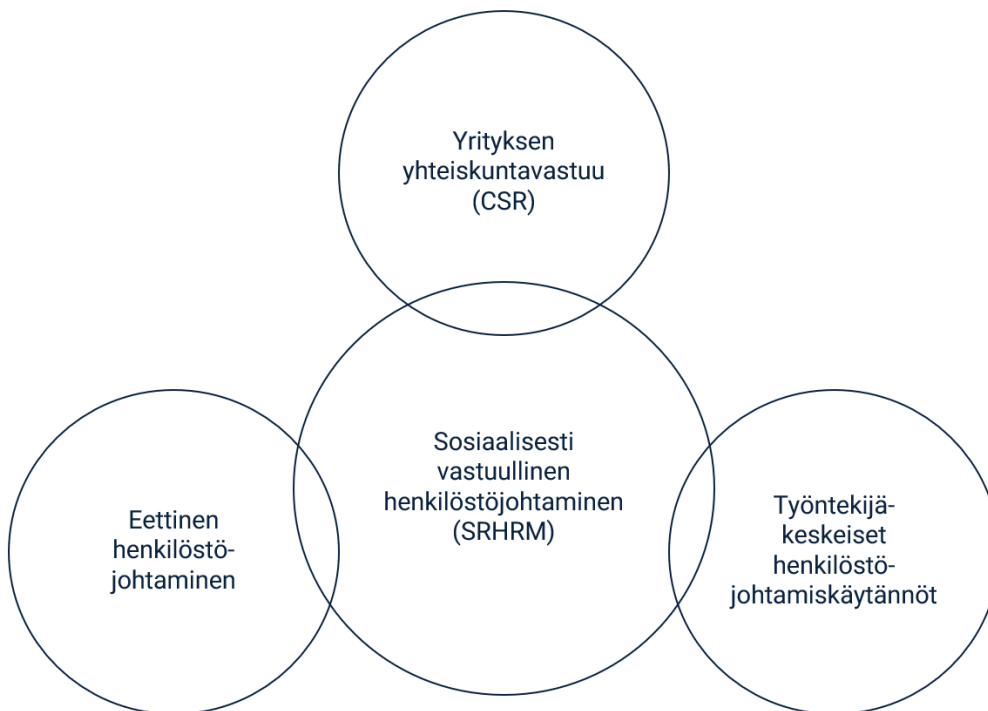 Yrityksen
yhteiskuntavastuu
(CSR)
Sosiaalisesti
vastuullinen
henkilöstöjohtaminen
(SRHRM)
Eettinen
henkilöstö-
johtaminen
Työntekijä-
keskeiset
henkilöstö-
johtamiskäytännöt